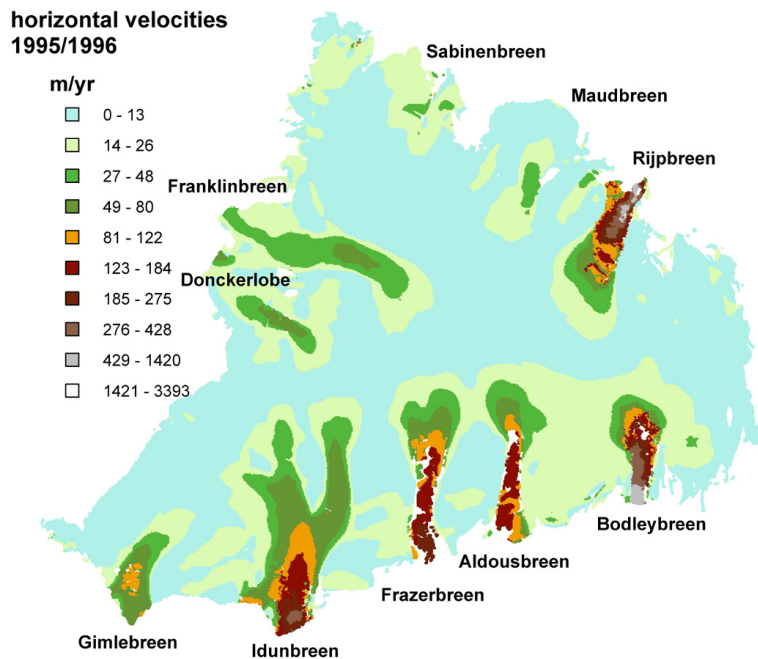 horizontal velocities
1995/1996
m/yr
0 - 13
14 - 26
27 - 48
49 - 80
81 - 122
123 - 184
185 - 275
276 - 428
429 - 1420
1421 - 3393
Sabinenbreen
Maudbreen
Rijpbreen
Franklinbreen
Donckerlobe
Bodleybreen
Aldousbreen
Frazerbreen
Gimlebreen
Idunbreen